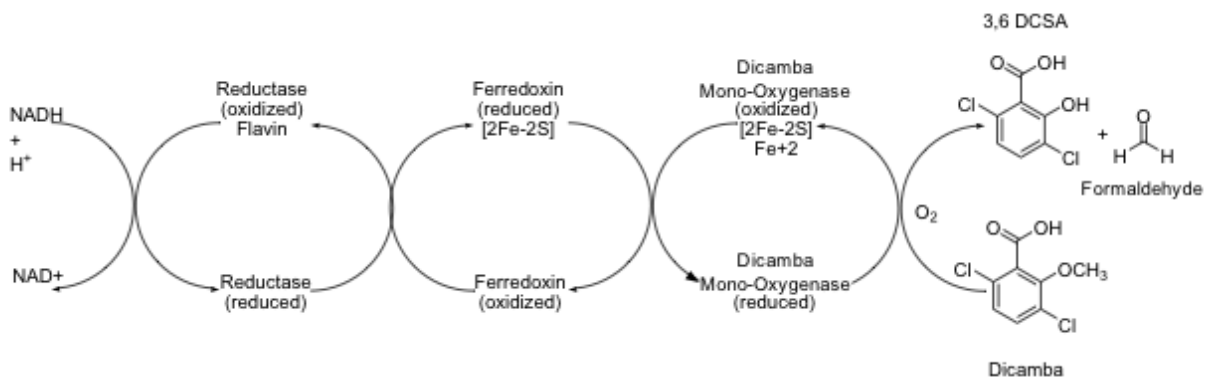 3,6 DCSA
O
OH
Cl
OH
Cl
+
O
H
H
Formaldehyde
NADH
+
H+
Reductase
(oxidized)
Flavin
Ferredoxin
(reduced)
[2Fe-2S]
Dicamba
Mono-Oxygenase
(oxidized)
[2Fe-2S]
Fe+2
O2
NAD+
Reductase
(reduced)
Ferredoxin
(oxidized)
Dicamba
Mono-Oxygenase
(reduced)
O
OH
Cl
OCH3
Cl
Dicamba